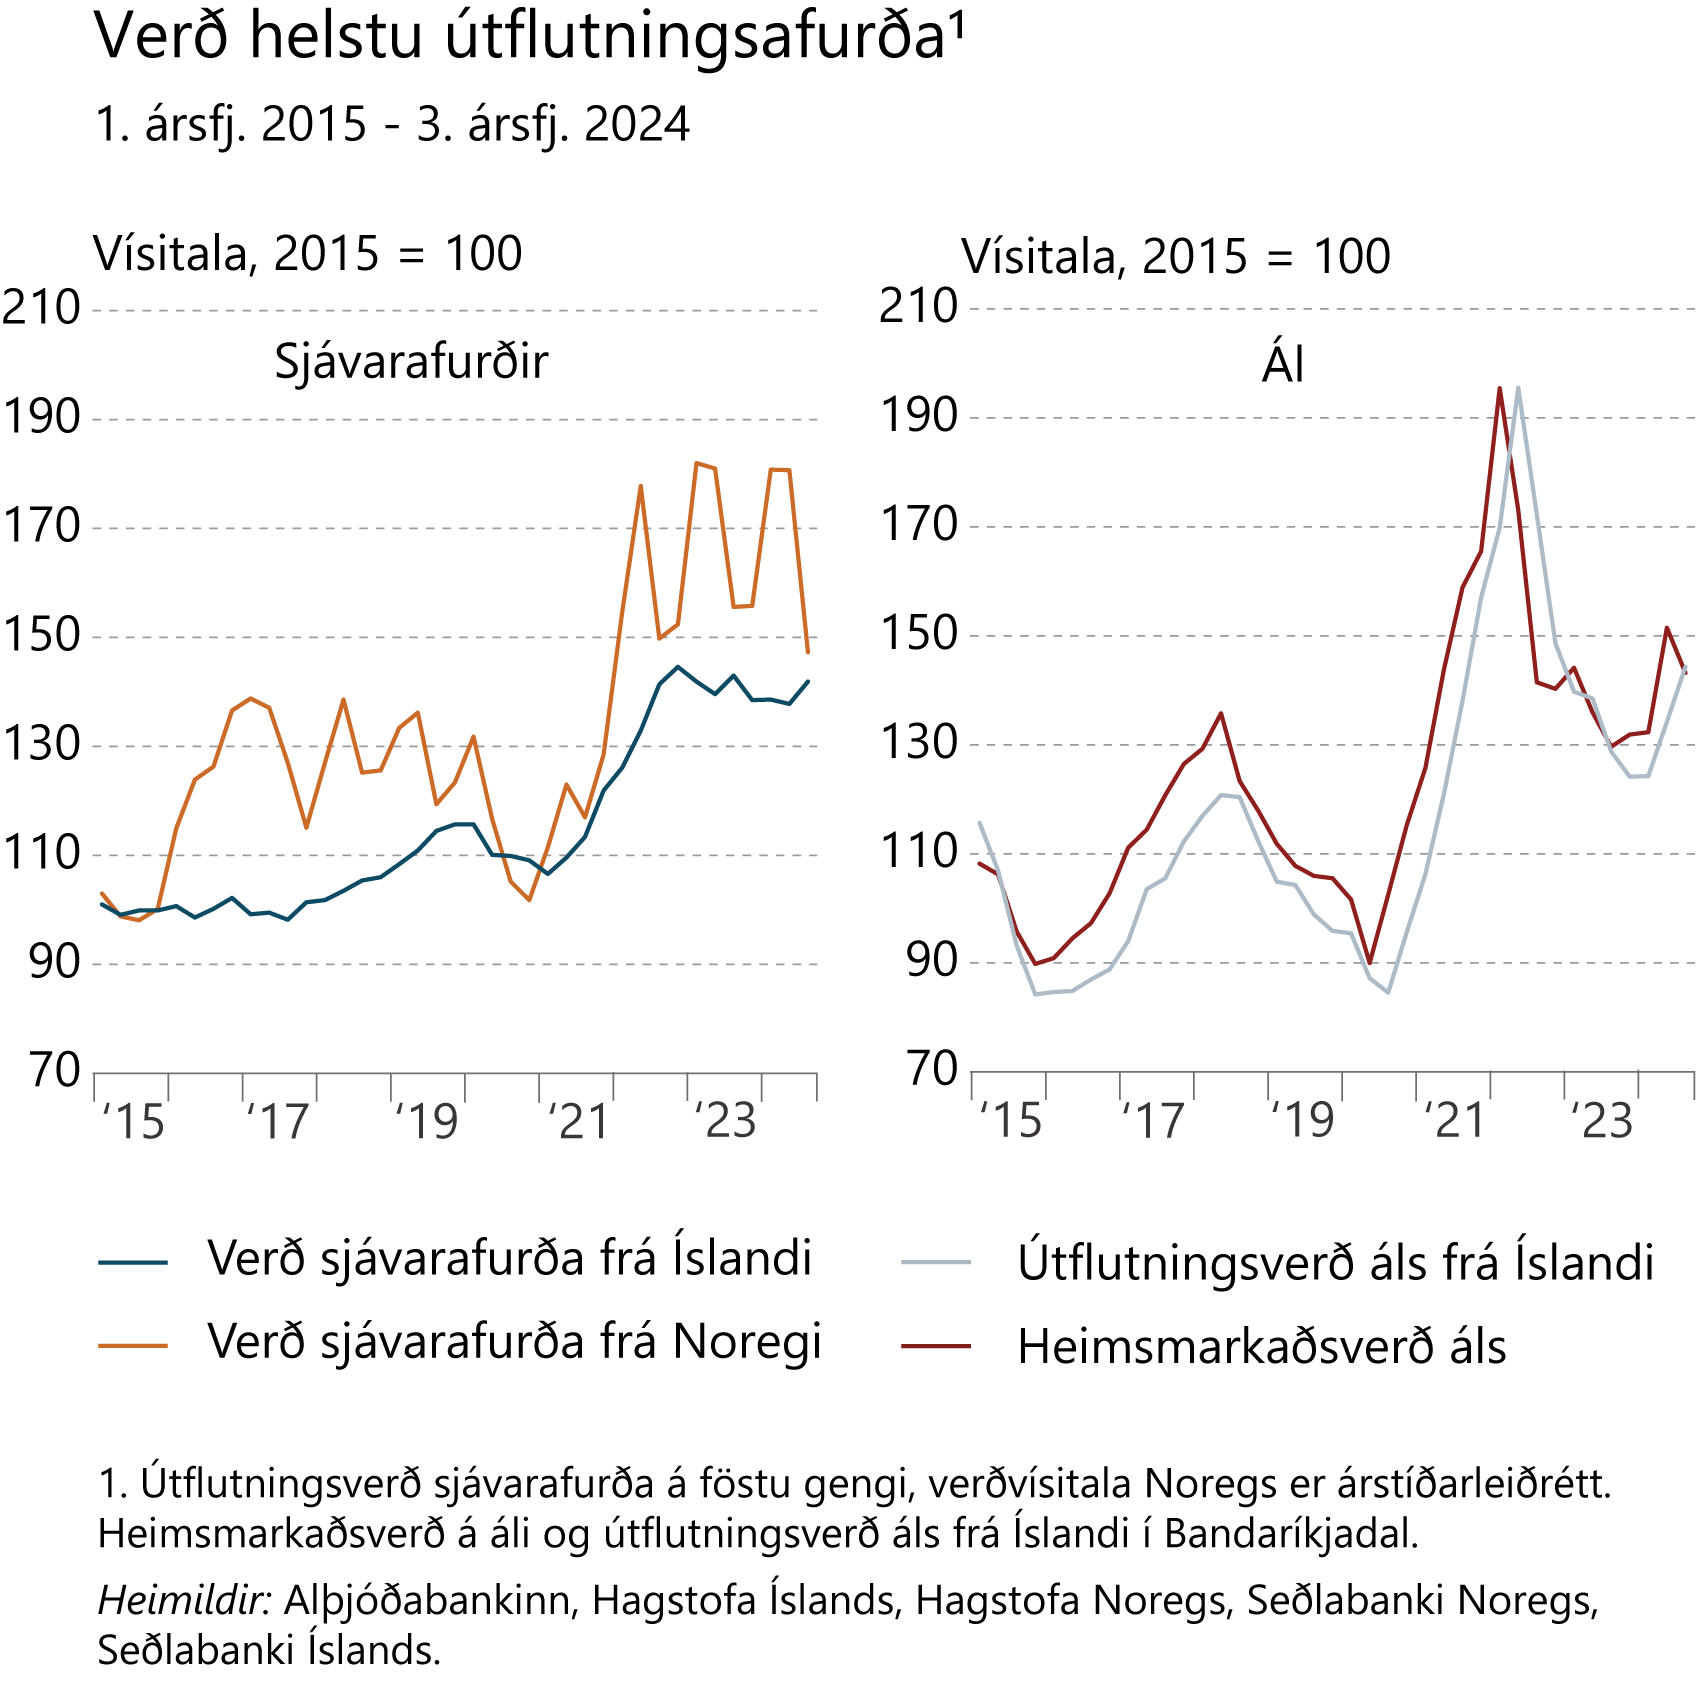 Verð helstu útflutningsafurða¹
1. ársfj. 2015 - 3. ársfj. 2024
Vísitala, 2015 = 100
210
Sjávarafurðir
190
170
150
130
110
90
70
‘15
‘17
‘19
‘21
‘23
Vísitala, 2015 = 100
210
Ál
190
170
150
130
110
90
70
‘15
‘17
‘19
‘21
‘23
Verð sjávarafurða frá Íslandi
Verð sjávarafurða frá Noregi
Útflutningsverð áls frá Íslandi
Heimsmarkaðsverð áls
1. Útflutningsverð sjávarafurða á föstu gengi, verðvísitala Noregs er árstíðarleiðrétt.
Heimsmarkaðsverð á áli og útflutningsverð áls frá Íslandi í Bandaríkjadal.
Heimildir: Alþjóðabankinn, Hagstofa Íslands, Hagstofa Noregs, Seðlabanki Noregs,
Seðlabanki Íslands.